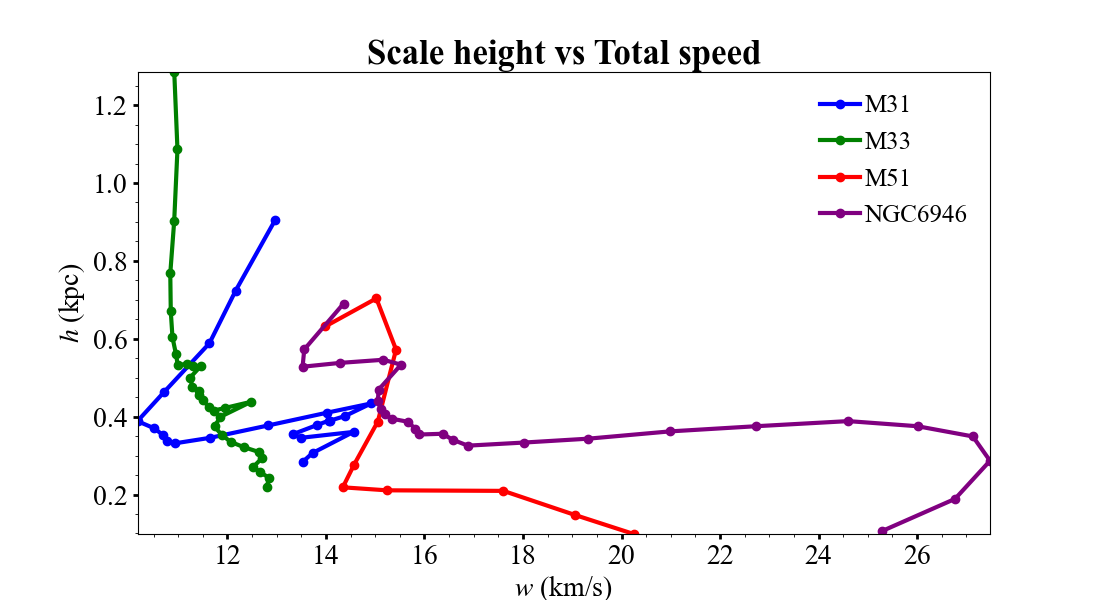 Scale height vs Total speed
1.2
1.0
0.8
0.6
0.4
0.2
h (kpc)
M31
M33
M51
NGC6946
12 14 16 18 20 22 24 26
w (km/s)